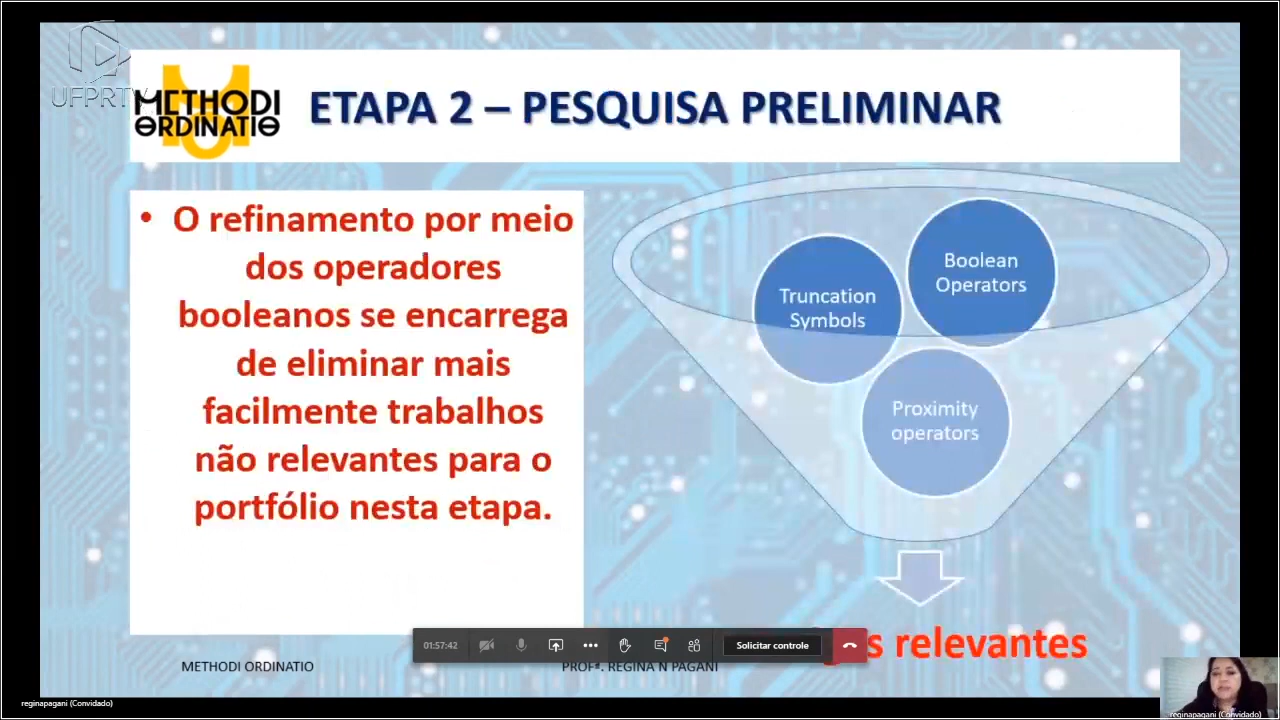 UFPRTV
METHODI
ORDINATIO
ETAPA 2 – PESQUISA PRELIMINAR
• O refinamento por meio
dos operadores
booleanos se encarrega
de eliminar mais
facilmente trabalhos
não relevantes para o
portfólio nesta etapa.
Boolean
Operators
Truncation
Symbols
Proximity
operators
relevantes
01:57:42
Solicitar controle
METHODI ORDINATIO
PROFª. REGINA N PAGANI
reginapagani (Convidado)
reginapagani (Convidado)